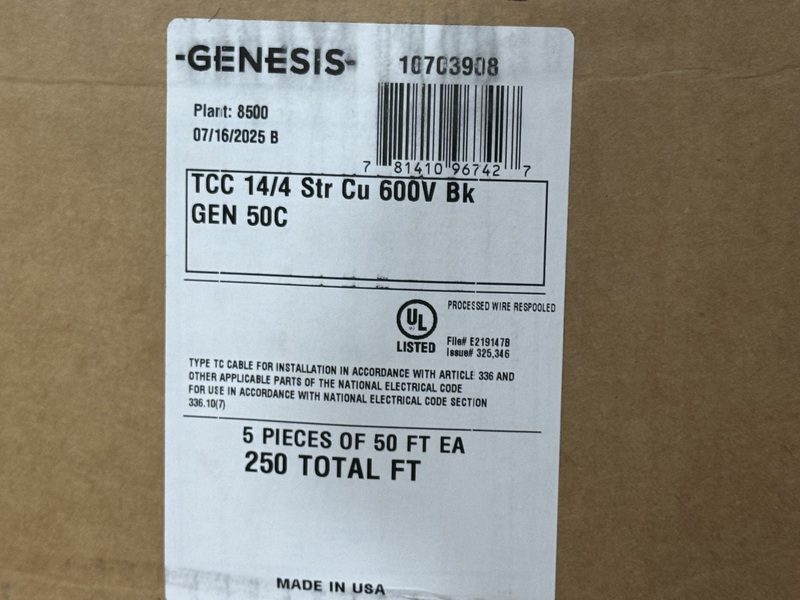 -GENESIS-
10703908
Plant: 8500
07/16/2025 B
7 81410 96742 7
TCC 14/4 Str Cu 600V Bk
GEN 50C
PROCESSED WIRE RESPOOLED
UL
LISTED
File# E219147B
Issue# 325,346
TYPE TC CABLE FOR INSTALLATION IN ACCORDANCE WITH ARTICLE 336 AND
OTHER APPLICABLE PARTS OF THE NATIONAL ELECTRICAL CODE
FOR USE IN ACCORDANCE WITH NATIONAL ELECTRICAL CODE SECTION
336.10(7)
5 PIECES OF 50 FT EA
250 TOTAL FT
MADE IN USA